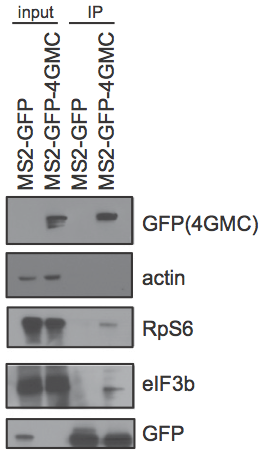 input IP
MS2-GFP
MS2-GFP-4GMC
MS2-GFP
MS2-GFP-4GMC
GFP(4GMC)
actin
RpS6
eIF3b
GFP